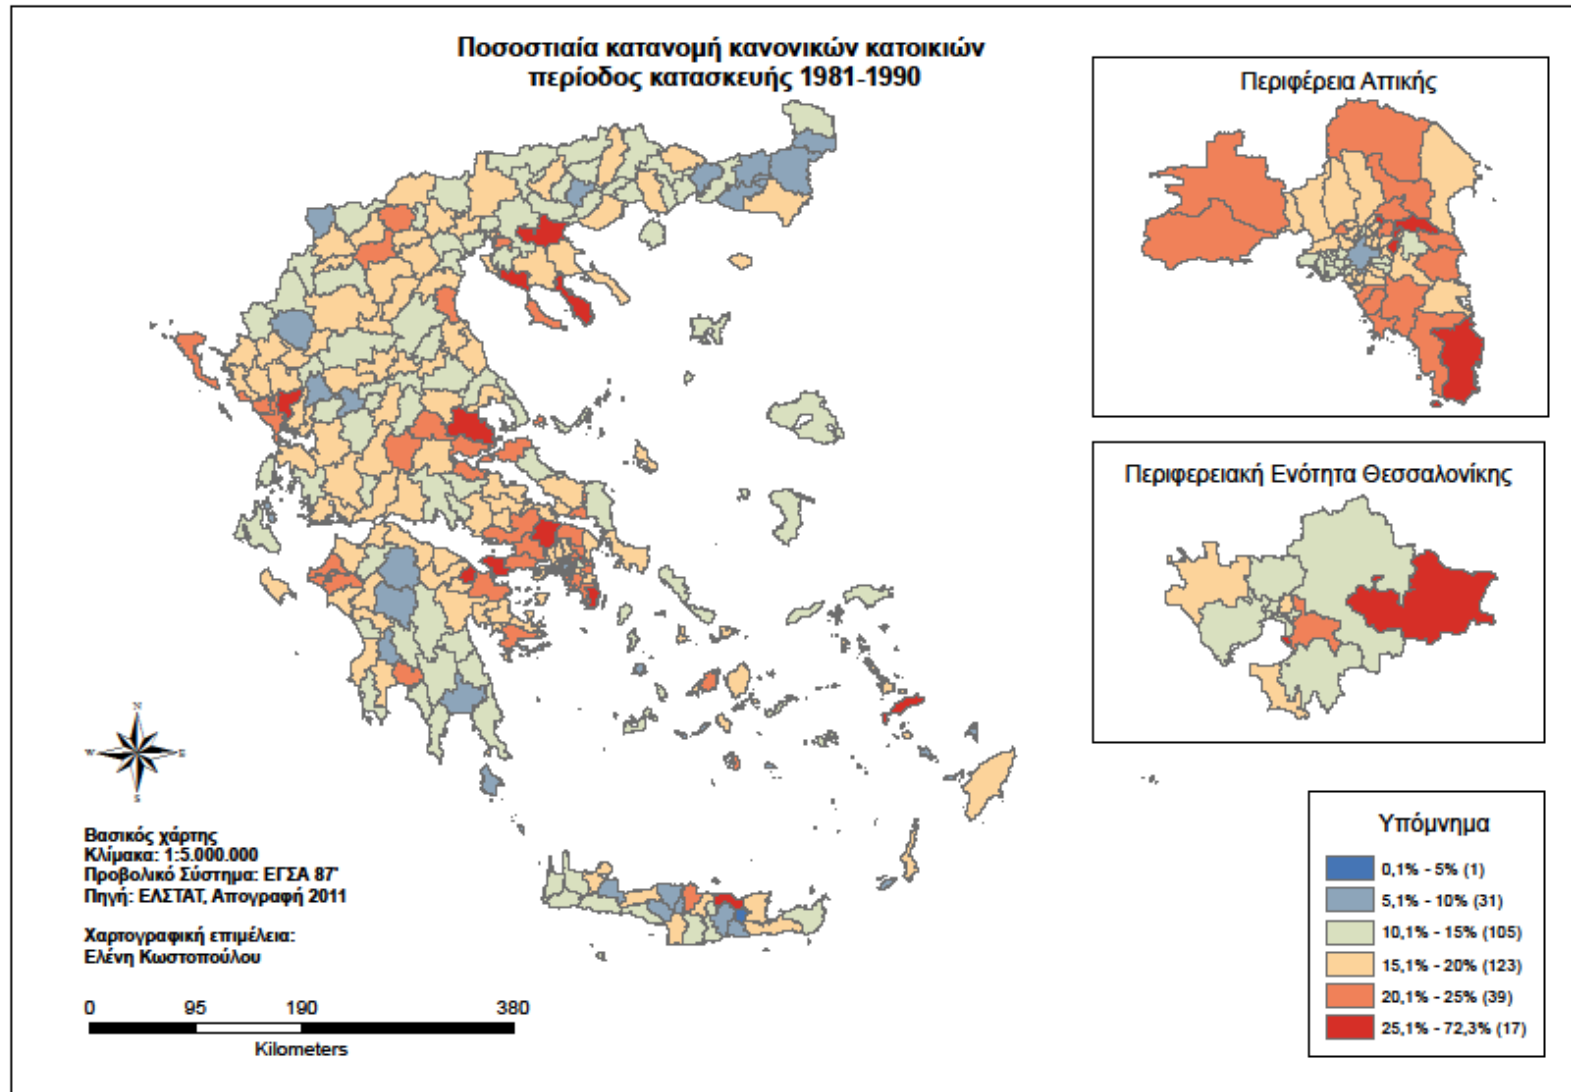 Ποσοστιαία κατανομή κανονικών κατοικιών
περίοδος κατασκευής 1981-1990
Περιφέρεια Αττικής
Περιφερειακή Ενότητα Θεσσαλονίκης
N
W
E
S
Βασικός χάρτης
Κλίμακα: 1:5.000.000
Προβολικό Σύστημα: ΕΓΣΑ 87'
Πηγή: ΕΛΣΤΑΤ, Απογραφή 2011
Χαρτογραφική επιμέλεια:
Ελένη Κωστοπούλου
0 95 190 380
Kilometers
Υπόμνημα
0,1% - 5% (1)
5,1% - 10% (31)
10,1% - 15% (105)
15,1% - 20% (123)
20,1% - 25% (39)
25,1% - 72,3% (17)